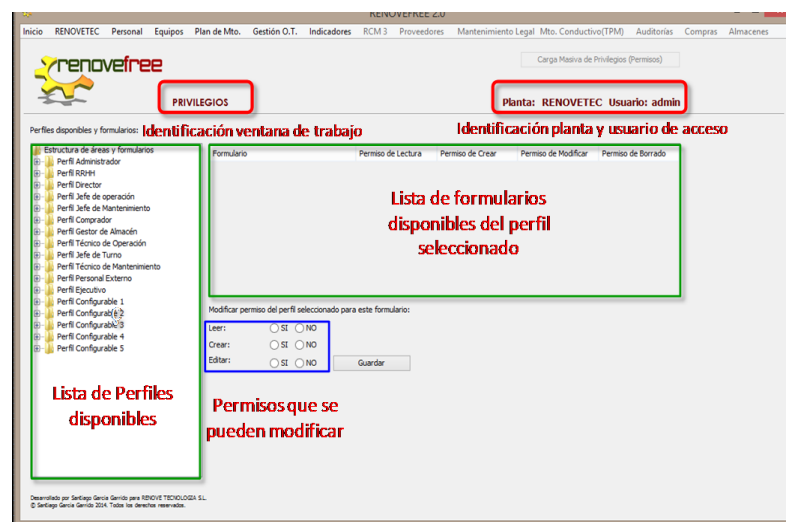 RENOVEFREE 2.0
Inicio RENOVETEC Personal Equipos Plan de Mto. Gestión O.T. Indicadores RCM 3 Proveedores Mantenimiento Legal Mto. Conductivo(TPM) Auditorías Compras Almacenes
renovefree
Carga Masiva de Privilegios (Permisos)
PRIVILEGIOS
Planta: RENOVETEC Usuario: admin
Perfiles disponibles y formularios:
Identificación ventana de trabajo
Identificación planta y usuario de acceso
Estructura de áreas y formularios
Perfil Administrador
Perfil RRHH
Perfil Director
Perfil Jefe de operación
Perfil Jefe de Mantenimiento
Perfil Comprador
Perfil Gestor de Almacén
Perfil Técnico de Operación
Perfil Jefe de Turno
Perfil Técnico de Mantenimiento
Perfil Personal Externo
Perfil Ejecutivo
Perfil Configurable 1
Perfil Configurable 2
Perfil Configurable 3
Perfil Configurable 4
Perfil Configurable 5
Lista de Perfiles
disponibles
Formulario Permiso de Lectura Permiso de Crear Permiso de Modificar Permiso de Borrado
Lista de formularios
disponibles del perfil
seleccionado
Modificar permiso del perfil seleccionado para este formulario:
Leer: SI NO
Crear: SI NO
Editar: SI NO
Guardar
Permisos que se
pueden modificar
Desarrollado por Santiago García Garrido para RENOVE TECNOLOGÍA S.L.
© Santiago García Garrido 2014. Todos los derechos reservados.